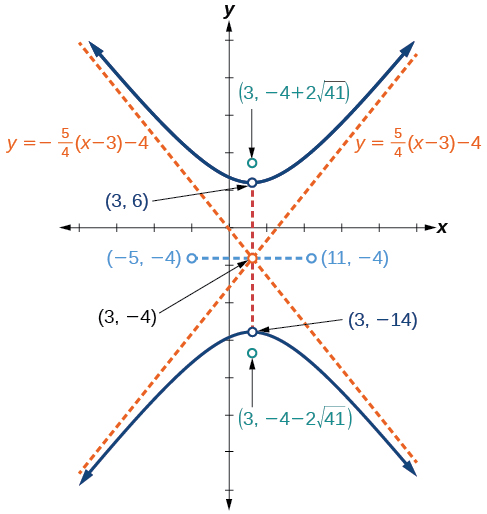 y
(3, −4+2√41)
y=−5/4(x−3)−4
y=5/4(x−3)−4
(3, 6)
x
(−5, −4)
(11, −4)
(3, −4)
(3, −14)
(3, −4−2√41)